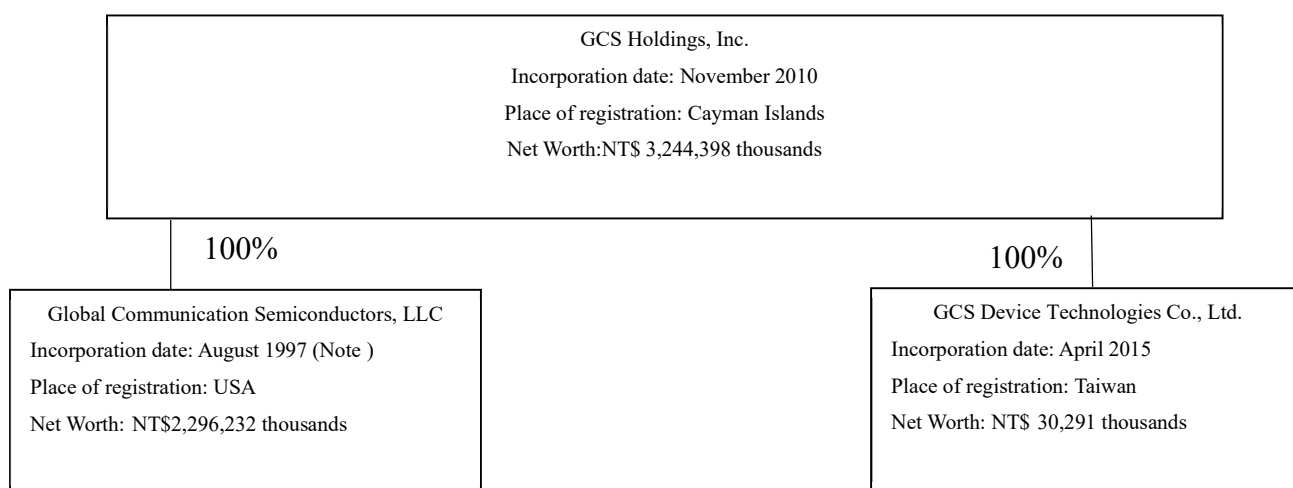 GCS Holdings, Inc.
Incorporation date: November 2010
Place of registration: Cayman Islands
Net Worth:NT$ 3,244,398 thousands
100%
100%
Global Communication Semiconductors, LLC
Incorporation date: August 1997 (Note )
Place of registration: USA
Net Worth: NT$2,296,232 thousands
GCS Device Technologies Co., Ltd.
Incorporation date: April 2015
Place of registration: Taiwan
Net Worth: NT$ 30,291 thousands